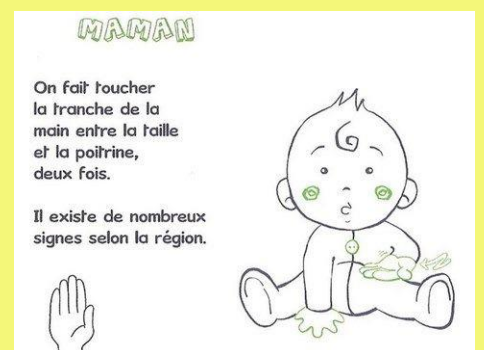 MAMAN
On fait toucher
la tranche de la
main entre la taille
et la poitrine,
deux fois.
Il existe de nombreux
signes selon la région.